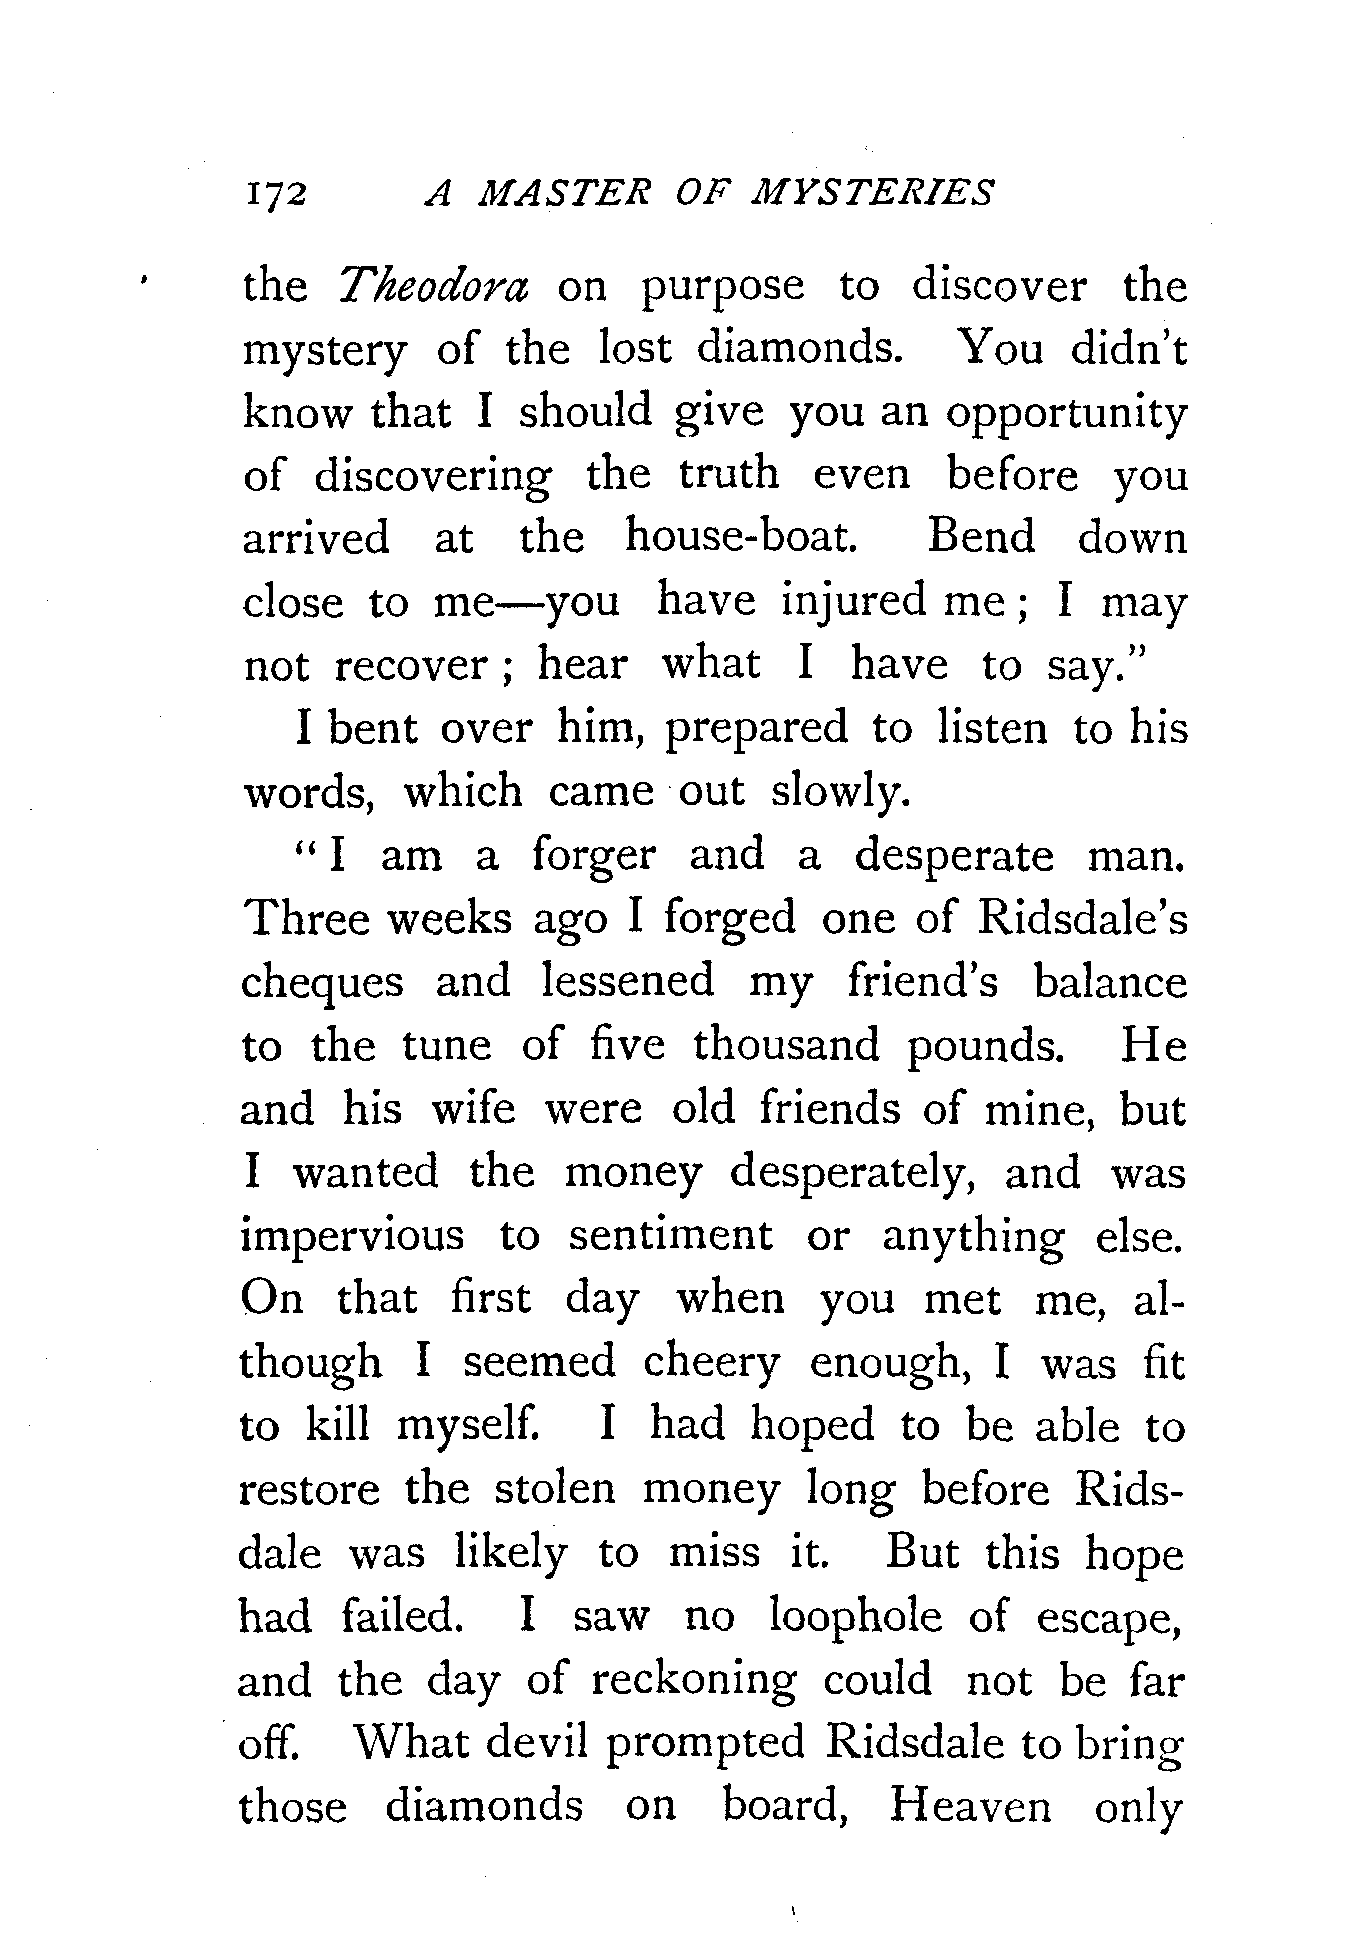 172 A MASTER OF MYSTERIES
the Theodora on purpose to discover the
mystery of the lost diamonds. You didn't
know that I should give you an opportunity
of discovering the truth even before you
arrived at the house-boat. Bend down
close to me—you have injured me ; I may
not recover ; hear what I have to say.”
I bent over him, prepared to listen to his
words, which came out slowly.
“ I am a forger and a desperate man.
Three weeks ago I forged one of Ridsdale's
cheques and lessened my friend's balance
to the tune of five thousand pounds. He
and his wife were old friends of mine, but
I wanted the money desperately, and was
impervious to sentiment or anything else.
On that first day when you met me, al-
though I seemed cheery enough, I was fit
to kill myself. I had hoped to be able to
restore the stolen money long before Rids-
dale was likely to miss it. But this hope
had failed. I saw no loophole of escape,
and the day of reckoning could not be far
off. What devil prompted Ridsdale to bring
those diamonds on board, Heaven only